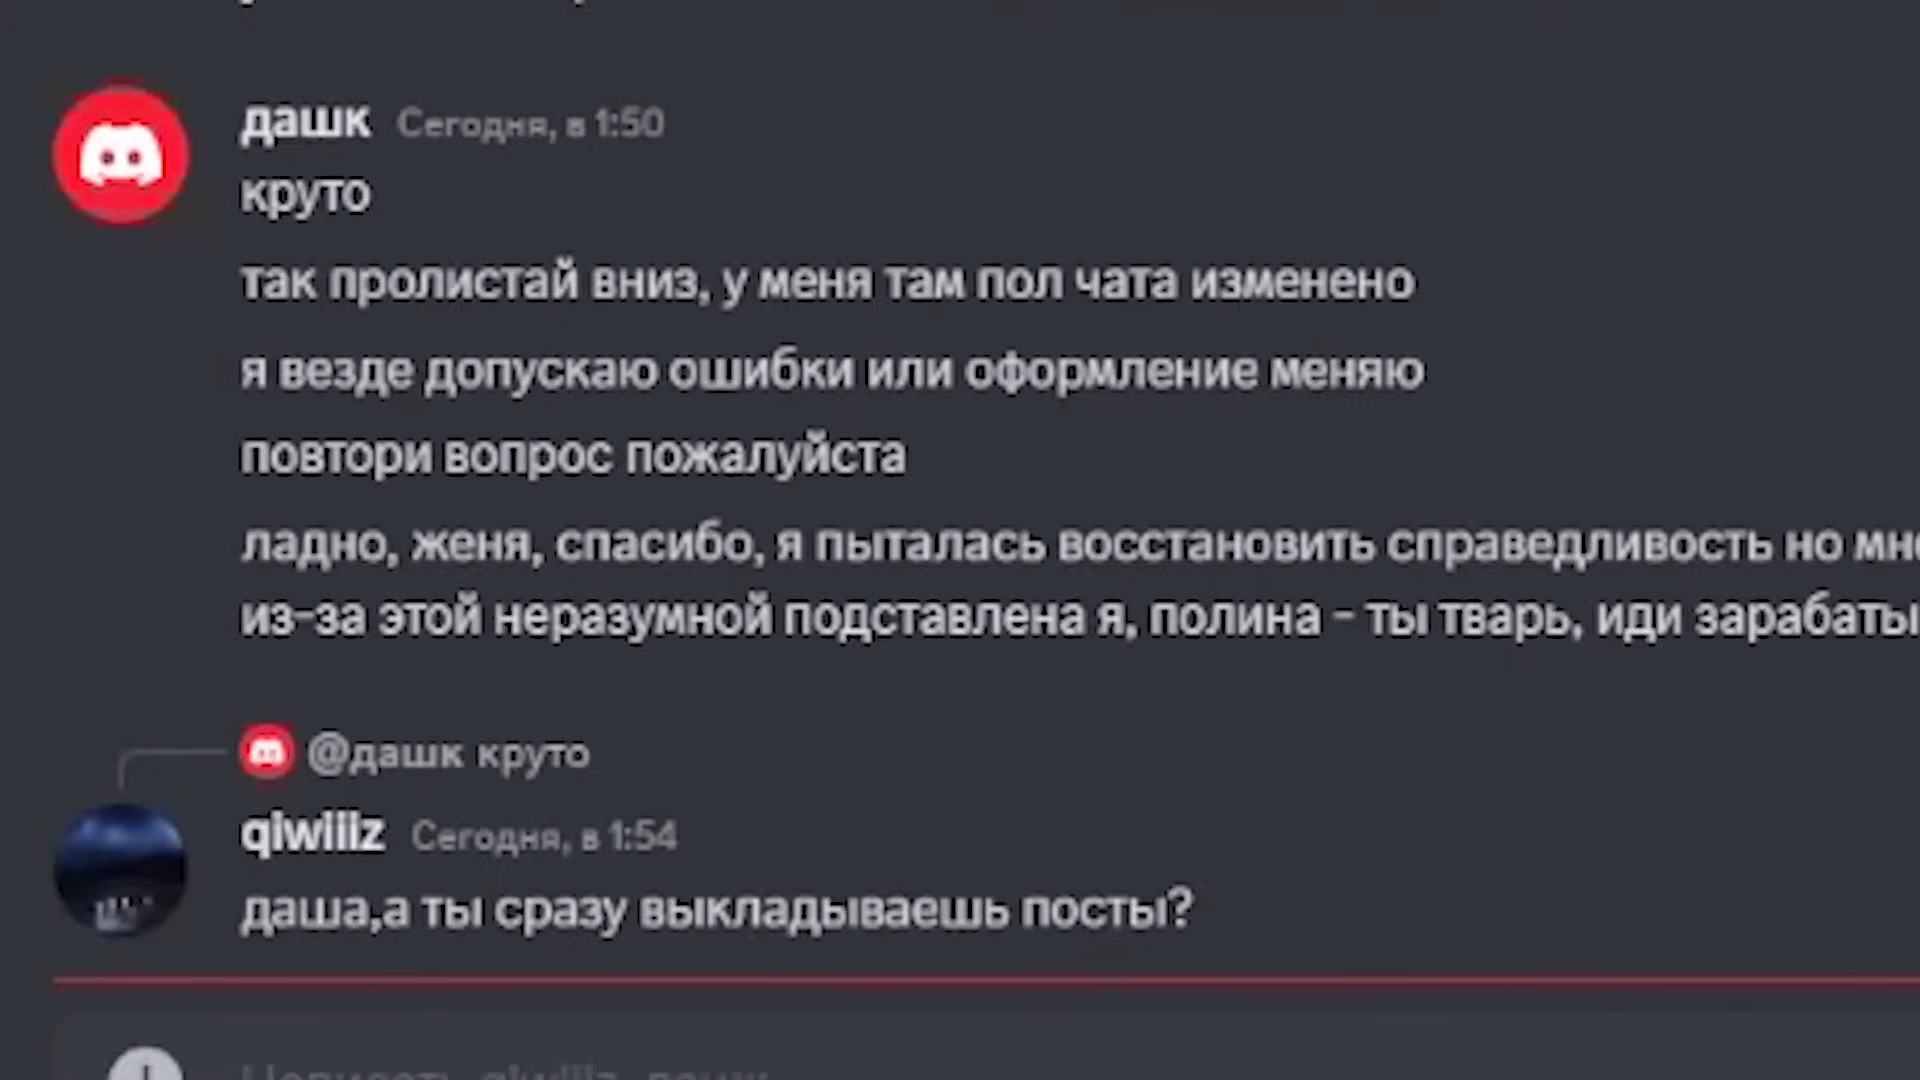 дашк Сегодня, в 1:50
круто
так пролистай вниз, у меня там пол чата изменено
я везде допускаю ошибки или оформление меняю
повтори вопрос пожалуйста
ладно, женя, спасибо, я пыталась восстановить справедливость но
из-за этой неразумной подставлена я, полина - ты тварь, иди
@дашк круто
qiwiiiz Сегодня, в 1:54
даша,а ты сразу выкладываешь посты?